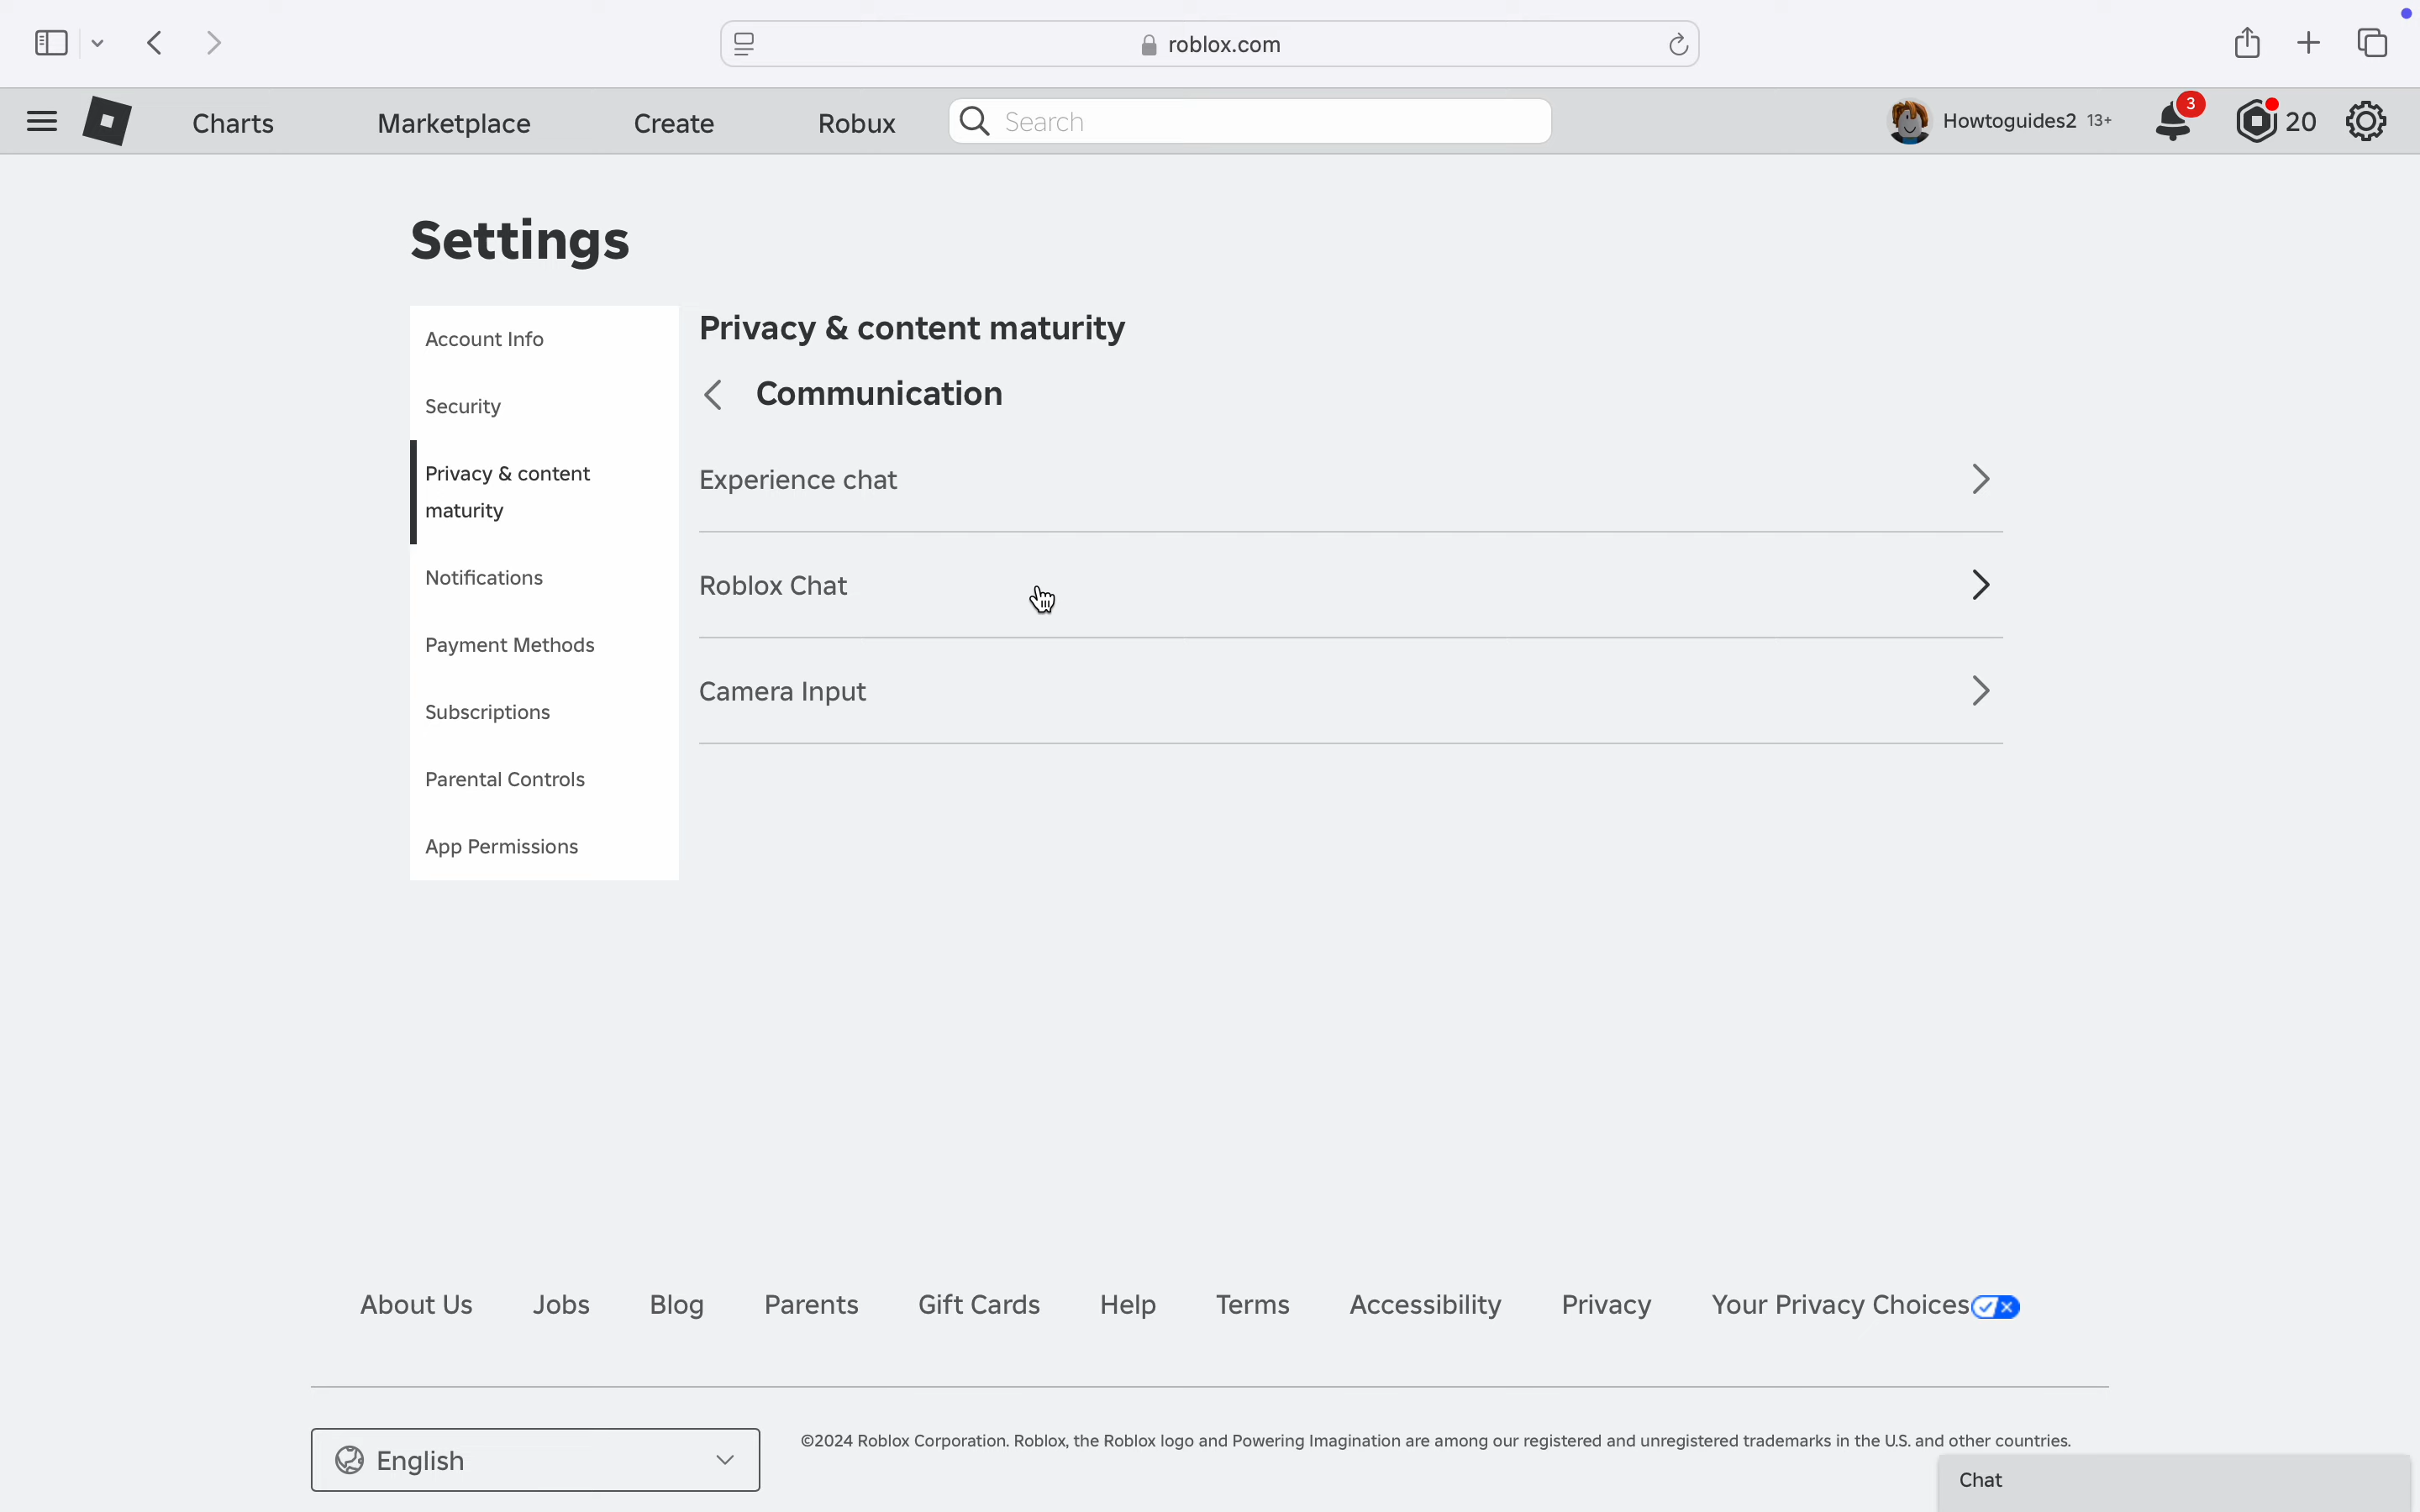 roblox.com
Charts Marketplace Create Robux Search Howtoguides2 13+ 3 20
Settings
Account Info
Security
Privacy & content
maturity
Notifications
Payment Methods
Subscriptions
Parental Controls
App Permissions
Privacy & content maturity
Communication
Experience chat
Roblox Chat
Camera Input
About Us Jobs Blog Parents Gift Cards Help Terms Accessibility Privacy Your Privacy Choices
English
©2024 Roblox Corporation. Roblox, the Roblox logo and Powering Imagination are among our registered and unregistered trademarks in the U.S. and other countries.
Chat